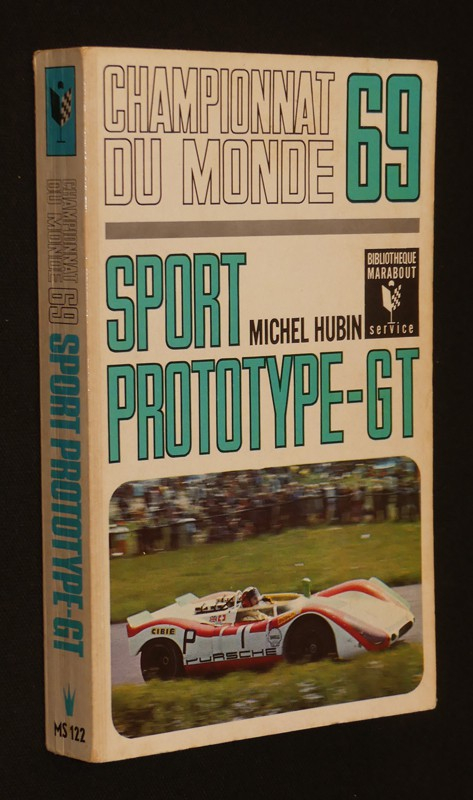 CHAMPIONNAT
DU MONDE 69
SPORT
MICHEL HUBIN
BIBLIOTHEQUE
MARABOUT
service
PROTOTYPE-GT
CIBIE
P
PORSCHE
CHAMPIONNAT
DU MONDE 69
SPORT PROTOTYPE-GT
MS 122